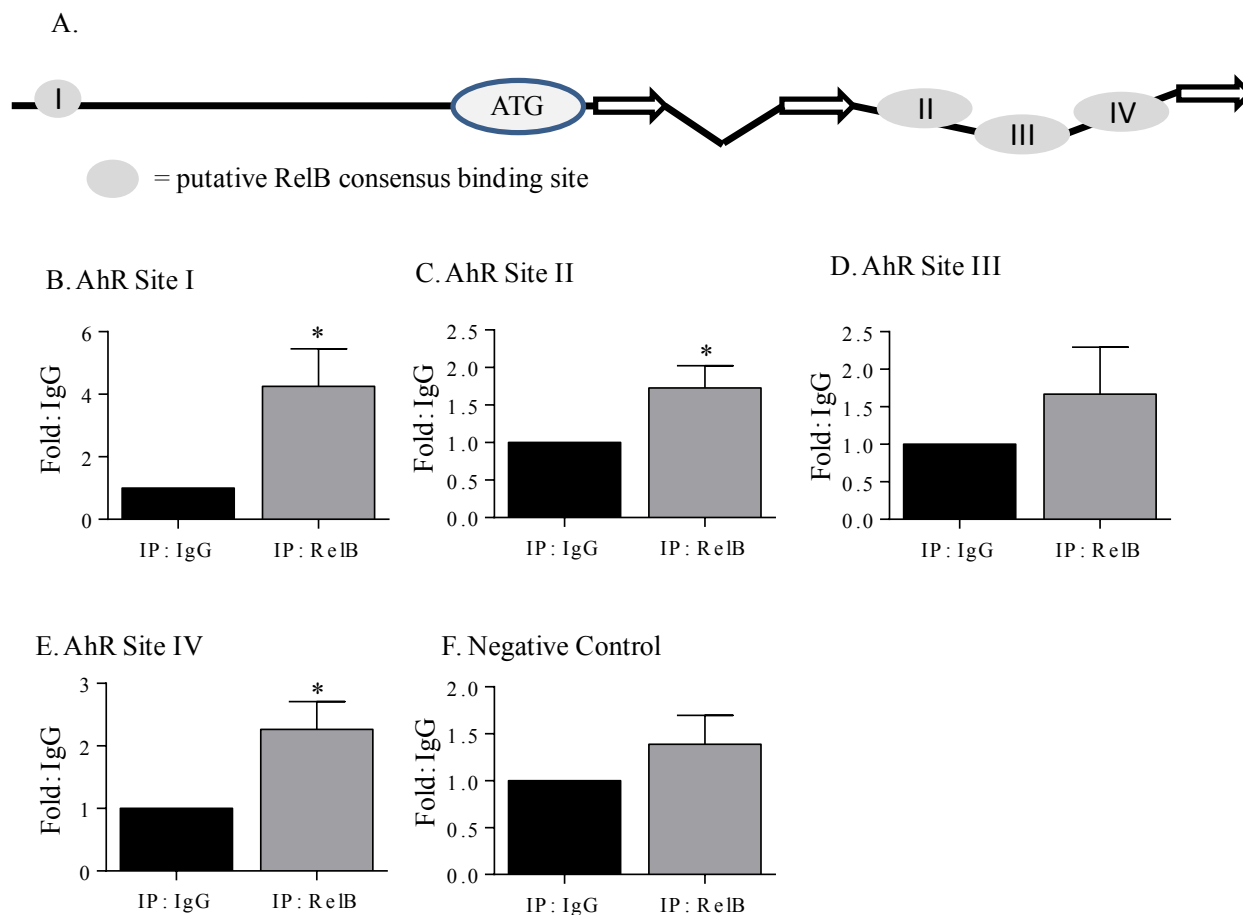 A.
I
ATG
II
III
IV
= putative RelB consensus binding site
B. AhR Site I
Fold: IgG
6
4
2
0
*
IP: IgG
IP: RelB
C. AhR Site II
Fold: IgG
2.5
2.0
1.5
1.0
0.5
0.0
*
IP: IgG
IP: RelB
D. AhR Site III
Fold: IgG
2.5
2.0
1.5
1.0
0.5
0.0
IP: IgG
IP: RelB
E. AhR Site IV
Fold: IgG
3
2
1
0
*
IP: IgG
IP: RelB
F. Negative Control
Fold: IgG
2.0
1.5
1.0
0.5
0.0
IP: IgG
IP: RelB